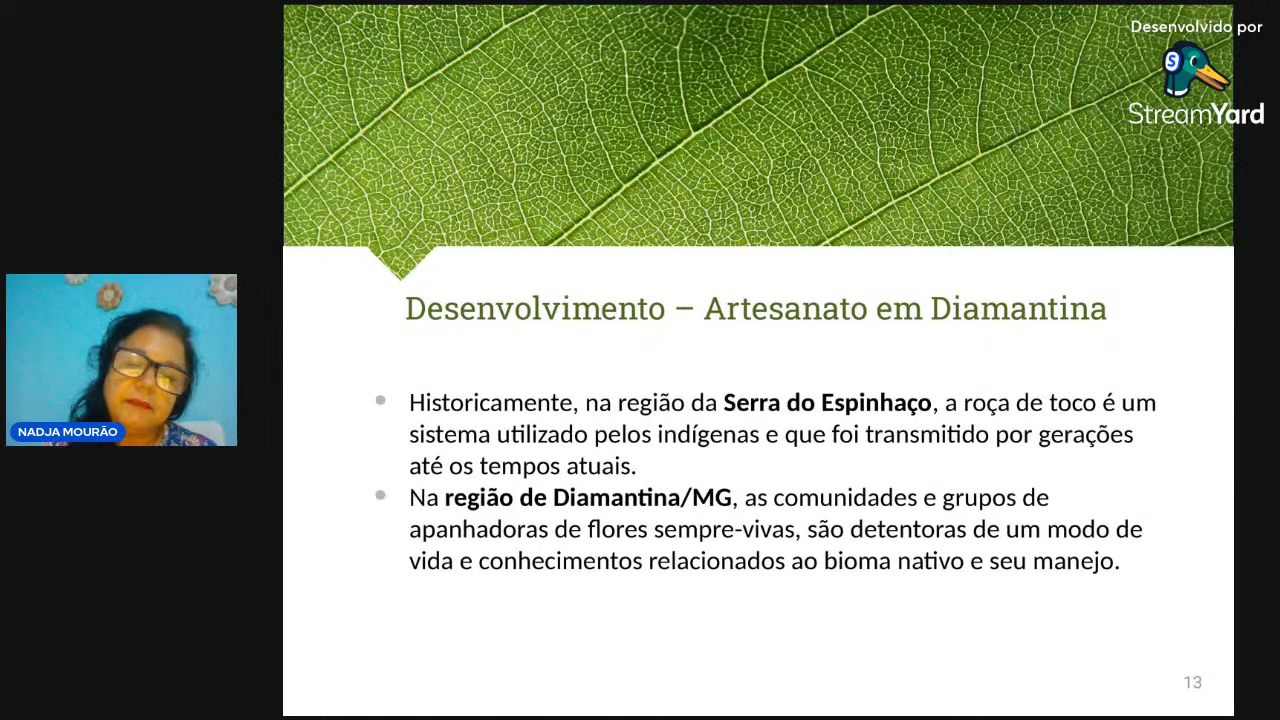 Desenvolvido por
StreamYard
Desenvolvimento – Artesanato em Diamantina
Historicamente, na região da Serra do Espinhaço, a roça de toco é um
sistema utilizado pelos indígenas e que foi transmitido por gerações
até os tempos atuais.
Na região de Diamantina/MG, as comunidades e grupos de
apanhadoras de flores sempre-vivas, são detentoras de um modo de
vida e conhecimentos relacionados ao bioma nativo e seu manejo.
NADJA MOURÃO
13